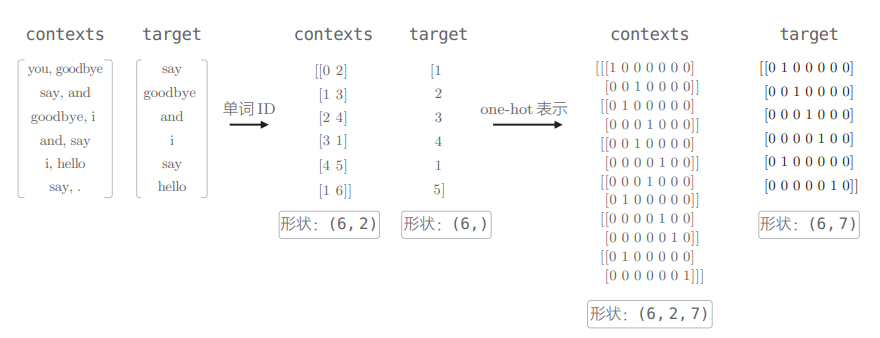 contexts
you, goodbye
say, and
goodbye, i
and, say
i, hello
say, .
target
say
goodbye
and
i
say
hello
单词 ID
contexts
[[0 2]
[1 3]
[2 4]
[3 1]
[4 5]
[1 6]]
形状：(6, 2)
target
[1
2
3
4
1
5]
形状：(6,)
one-hot 表示
contexts
[[[1 0 0 0 0 0 0]
[0 0 1 0 0 0 0]]
[[0 1 0 0 0 0 0]
[0 0 0 1 0 0 0]]
[[0 0 1 0 0 0 0]
[0 0 0 0 1 0 0]]
[[0 0 0 1 0 0 0]
[0 1 0 0 0 0 0]]
[[0 0 0 0 1 0 0]
[0 0 0 0 0 1 0]]
[[0 1 0 0 0 0 0]
[0 0 0 0 0 0 1]]]
形状：(6, 2, 7)
target
[[0 1 0 0 0 0 0]
[0 0 1 0 0 0 0]
[0 0 0 1 0 0 0]
[0 0 0 0 1 0 0]
[0 1 0 0 0 0 0]
[0 0 0 0 0 1 0]]
形状：(6, 7)